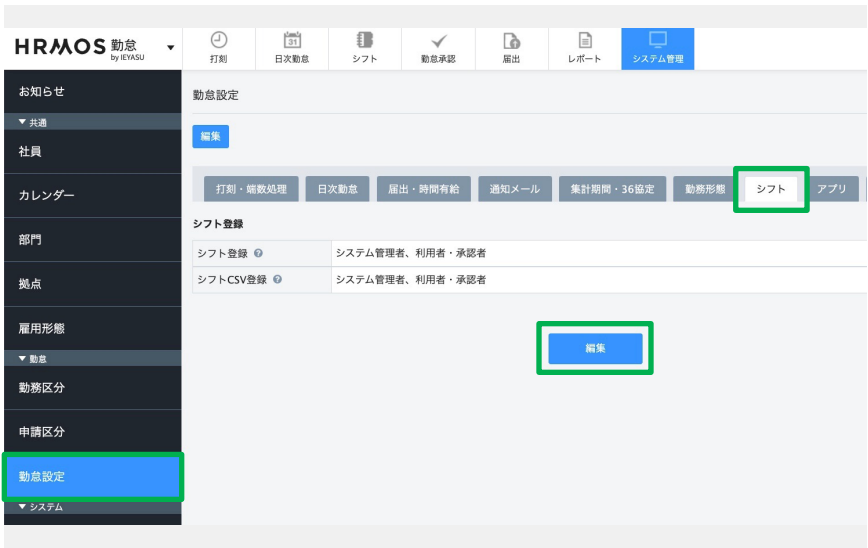 HRMOS 勤怠
by IEYASU
打刻
31
日次勤怠
シフト
勤怠承認
届出
レポート
システム管理
お知らせ
▼ 共通
社員
カレンダー
部門
拠点
雇用形態
▼ 勤怠
勤務区分
申請区分
勤怠設定
▼ システム
勤怠設定
編集
打刻・端数処理 日次勤怠 届出・時間有給 通知メール 集計期間・36協定 勤務形態 シフト アプリ
シフト登録
シフト登録 システム管理者、利用者・承認者
シフトCSV登録 システム管理者、利用者・承認者
編集